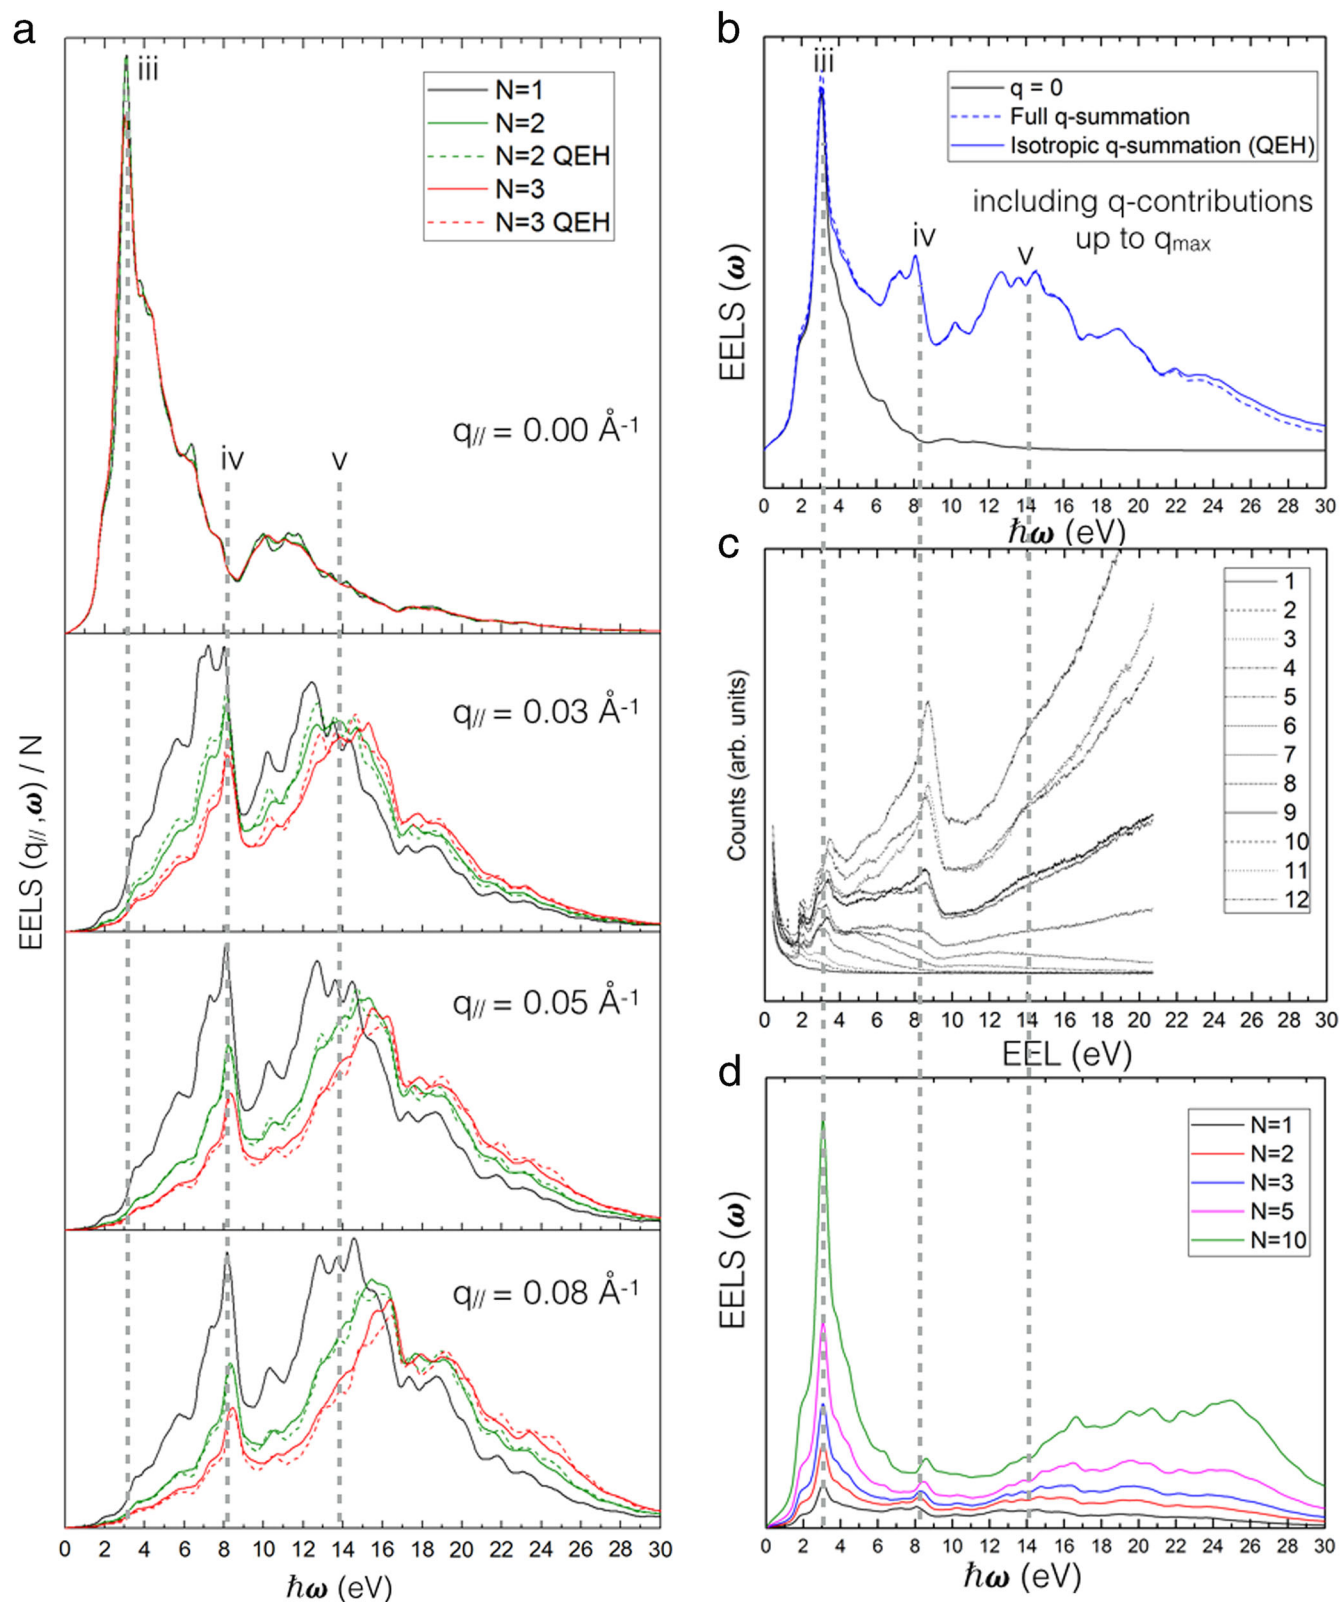 a
iii
N=1
N=2
N=2 QEH
N=3
N=3 QEH
q// = 0.00 Å-1
iv
v
q// = 0.03 Å-1
q// = 0.05 Å-1
q// = 0.08 Å-1
EELS (q//, ω) / N
0 2 4 6 8 10 12 14 16 18 20 22 24 26 28 30
ħω (eV)
b
iii
q = 0
Full q-summation
Isotropic q-summation (QEH)
including q-contributions
up to qmax
iv
v
EELS (ω)
0 2 4 6 8 10 12 14 16 18 20 22 24 26 28 30
ħω (eV)
c
1
2
3
4
5
6
7
8
9
10
11
12
Counts (arb. units)
0 2 4 6 8 10 12 14 16 18 20 22 24 26 28 30
EEL (eV)
d
N=1
N=2
N=3
N=5
N=10
EELS (ω)
0 2 4 6 8 10 12 14 16 18 20 22 24 26 28 30
ħω (eV)